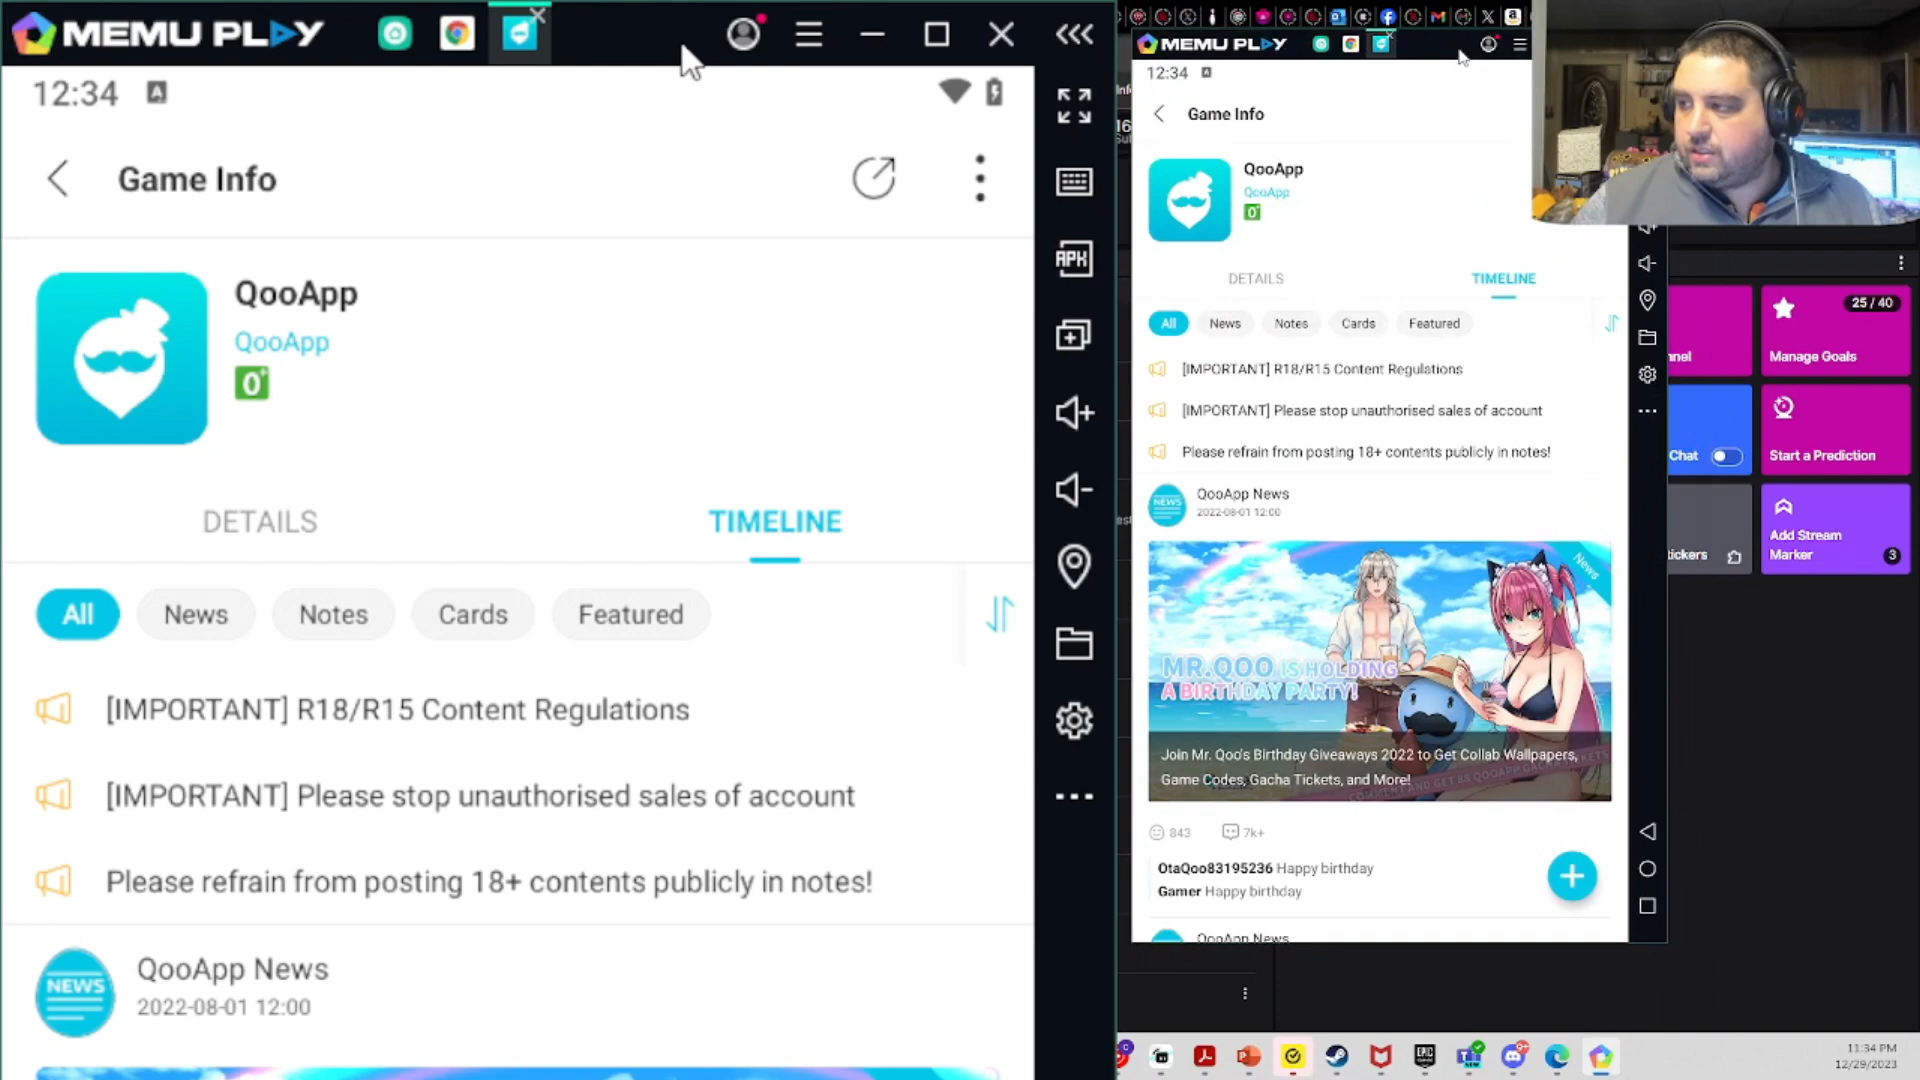 MEMU PLAY
12:34
Game Info
QooApp
QooApp
0+
DETAILS
TIMELINE
All
News
Notes
Cards
Featured
[IMPORTANT] R18/R15 Content Regulations
[IMPORTANT] Please stop unauthorised sales of account
Please refrain from posting 18+ contents publicly in notes!
NEWS
QooApp News
2022-08-01 12:00
APK
MEMU PLAY
12:34
Game Info
QooApp
QooApp
0+
DETAILS
TIMELINE
All
News
Notes
Cards
Featured
[IMPORTANT] R18/R15 Content Regulations
[IMPORTANT] Please stop unauthorised sales of account
Please refrain from posting 18+ contents publicly in notes!
NEWS
QooApp News
2022-08-01 12:00
News
MR.QOO IS HOLDING
A BIRTHDAY PARTY!
Join Mr. Qoo's Birthday Giveaways 2022 to Get Collab Wallpapers,
Game Codes, Gacha Tickets, and More!
843
7k+
OtaQoo83195236 Happy birthday
Gamer Happy birthday
QooApp News
25 / 40
Manage Goals
Chat
Start a Prediction
Add Stream
Marker
3
11:34 PM
12/29/2023